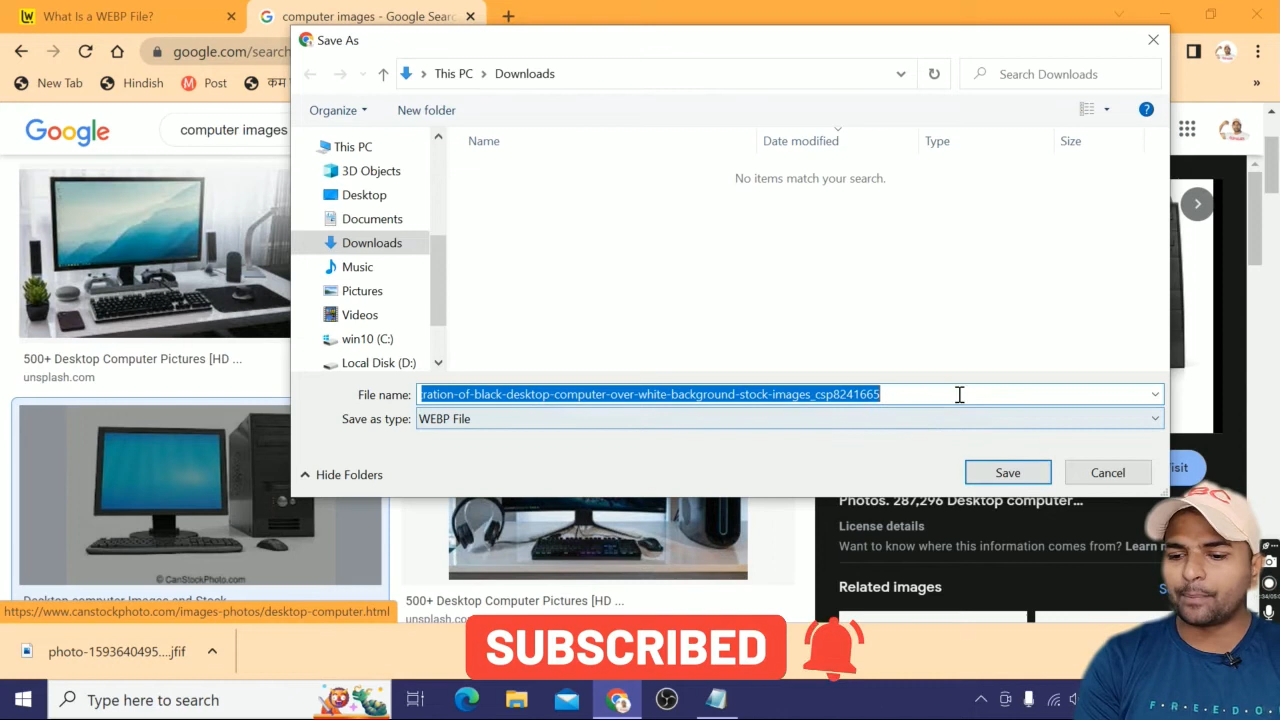 What Is a WEBP File?
computer images - Google Sear
Save As
google.com/search
This PC
Downloads
Search Downloads
New Tab
Hindish
Post
»
Organize
New folder
Google
computer images
Name
Date modified
Type
Size
This PC
No items match your search.
3D Objects
Desktop
Documents
Downloads
Music
Pictures
Videos
win10 (C:)
500+ Desktop Computer Pictures [HD ...
unsplash.com
Local Disk (D:)
File name:
ration-of-black-desktop-computer-over-white-background-stock-images_csp8241665
Save as type:
WEBP File
Hide Folders
Save
Cancel
isit
Photos. 287,296 Desktop computer...
License details
Want to know where this information comes from? Learn
© CanStockPhoto.com
Related images
500+ Desktop Computer Pictures [HD ...
https://www.canstockphoto.com/images-photos/desktop-computer.html
photo-1593640495....jfif
SUBSCRIBED
Type here to search
FREEDO